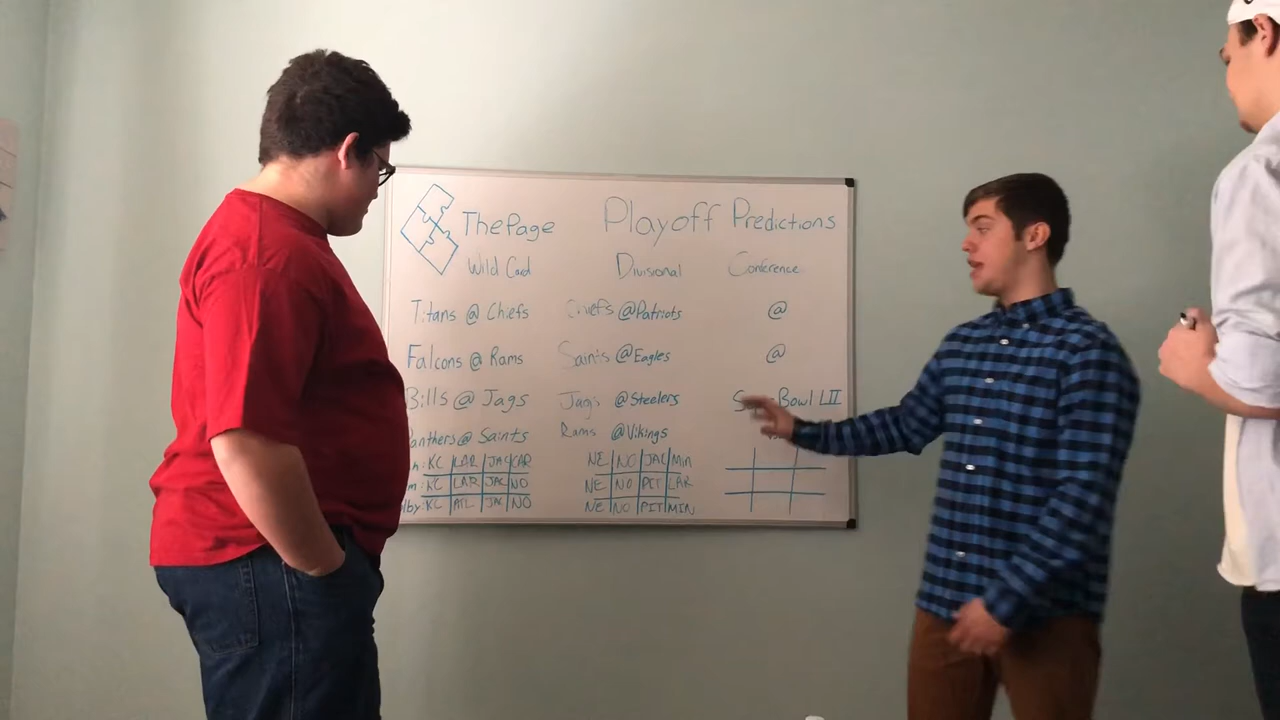 ThePage Playoff Predictions
Wild Card Divisional Conference
Titans @ Chiefs Chiefs @Patriots @
Falcons @ Rams Saints @Eagles @
Bills @ Jags Jags @Steelers Bowl LII
Panthers @ Saints Rams @Vikings
KC LAR JAC CAR NE NO JAC MIN
KC LAR JAC NO NE NO PIT LAR
KC ATL JAC NO NE NO PIT MIN